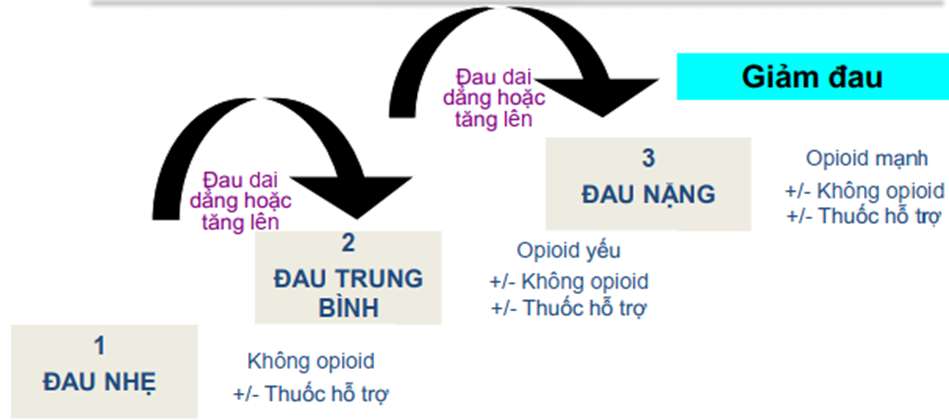 Giảm đau
Đau dai
dẳng hoặc
tăng lên
3
ĐAU NẶNG
Opioid mạnh
+/- Không opioid
+/- Thuốc hỗ trợ
Đau dai
dẳng hoặc
tăng lên
2
ĐAU TRUNG
BÌNH
Opioid yếu
+/- Không opioid
+/- Thuốc hỗ trợ
1
ĐAU NHẸ
Không opioid
+/- Thuốc hỗ trợ